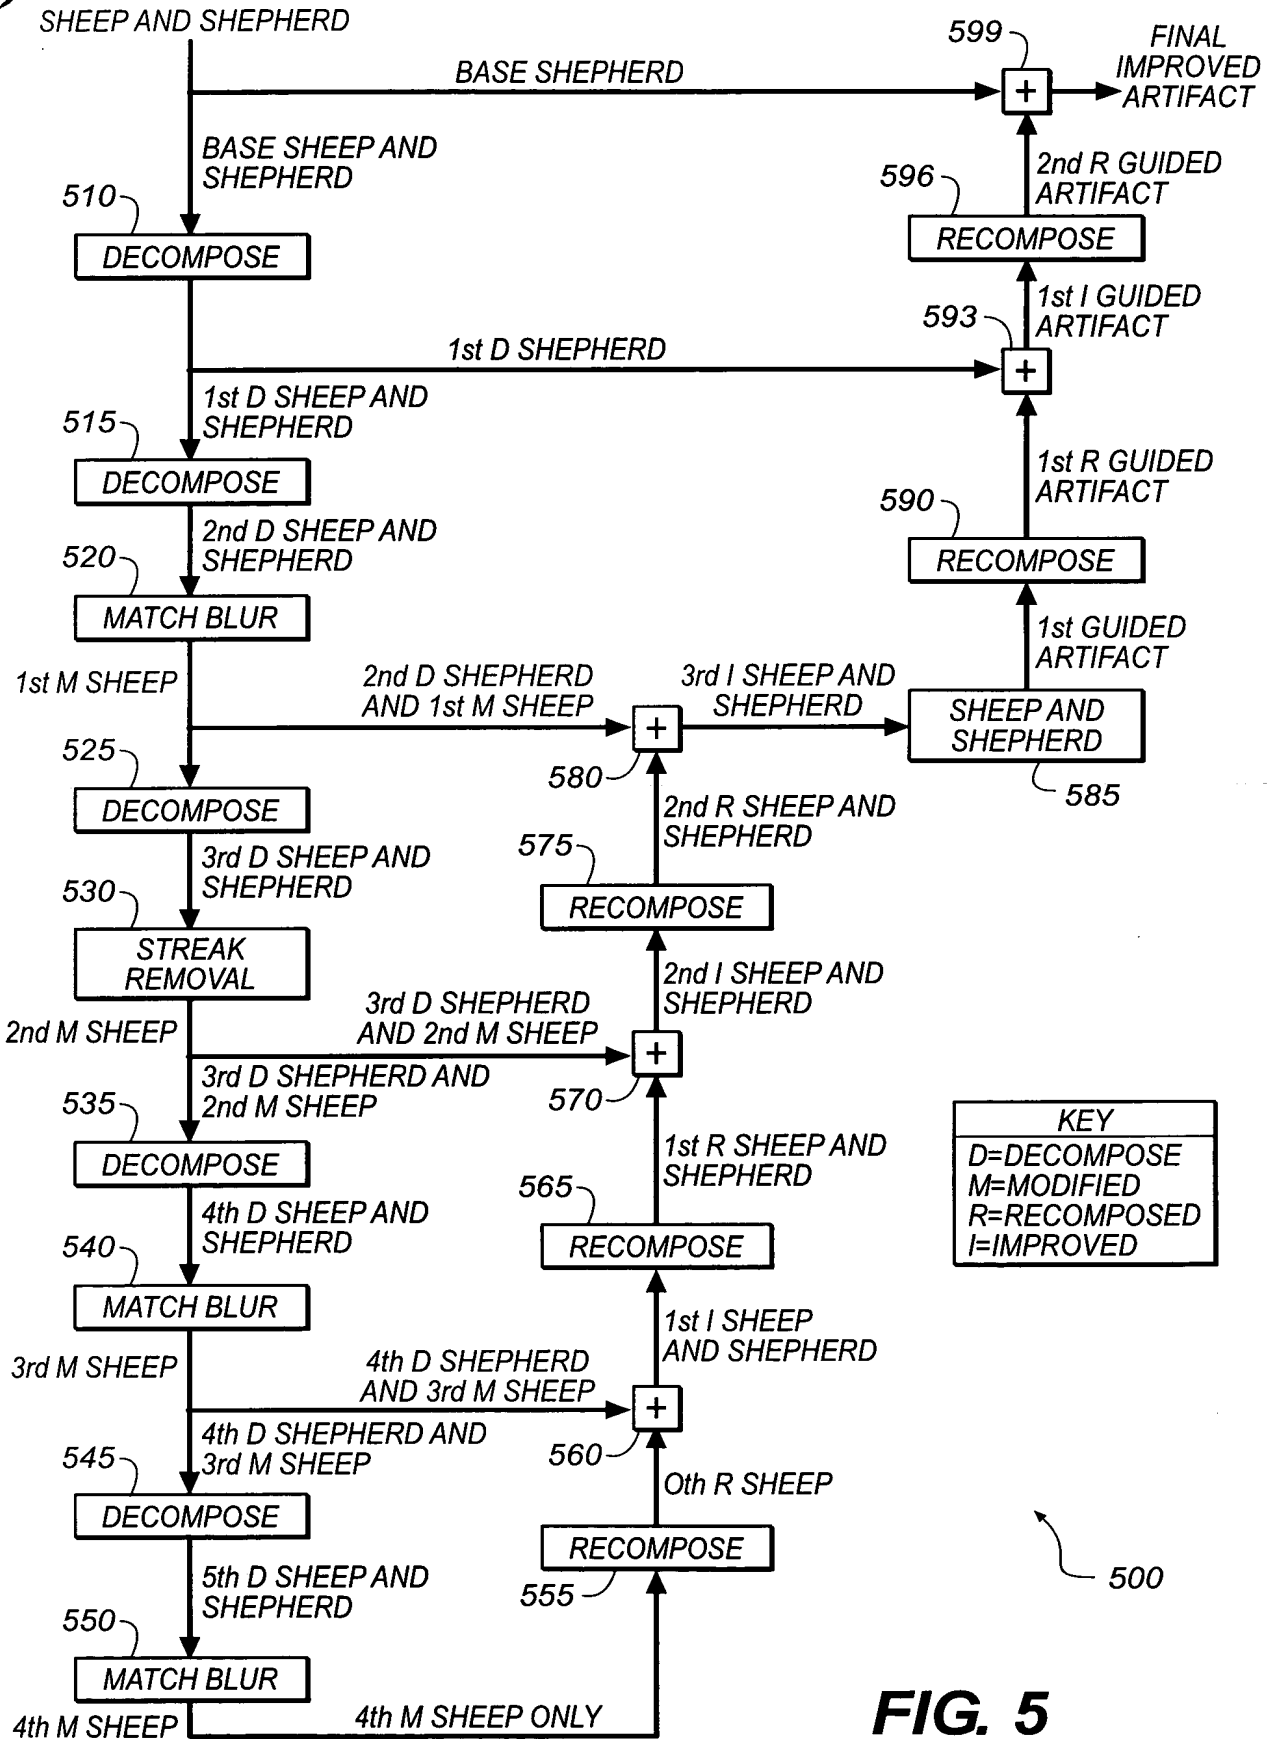 SHEEP AND SHEPHERD
BASE SHEPHERD
599
+
FINAL
IMPROVED
ARTIFACT
BASE SHEEP AND
SHEPHERD
2nd R GUIDED
ARTIFACT
510
DECOMPOSE
596
RECOMPOSE
1st I GUIDED
ARTIFACT
593
1st D SHEPHERD
+
1st D SHEEP AND
SHEPHERD
515
DECOMPOSE
1st R GUIDED
ARTIFACT
590
RECOMPOSE
2nd D SHEEP AND
SHEPHERD
520
MATCH BLUR
1st GUIDED
ARTIFACT
1st M SHEEP
2nd D SHEPHERD
AND 1st M SHEEP
+
580
3rd I SHEEP AND
SHEPHERD
SHEEP AND
SHEPHERD
585
525
DECOMPOSE
2nd R SHEEP AND
SHEPHERD
3rd D SHEEP AND
SHEPHERD
575
RECOMPOSE
530
STREAK
REMOVAL
2nd I SHEEP AND
SHEPHERD
2nd M SHEEP
3rd D SHEPHERD
AND 2nd M SHEEP
+
570
3rd D SHEPHERD AND
2nd M SHEEP
535
DECOMPOSE
1st R SHEEP AND
SHEPHERD
KEY
D=DECOMPOSE
M=MODIFIED
R=RECOMPOSED
I=IMPROVED
4th D SHEEP AND
SHEPHERD
565
RECOMPOSE
540
MATCH BLUR
1st I SHEEP
AND SHEPHERD
3rd M SHEEP
4th D SHEPHERD
AND 3rd M SHEEP
+
560
4th D SHEPHERD AND
3rd M SHEEP
545
DECOMPOSE
Oth R SHEEP
RECOMPOSE
555
5th D SHEEP AND
SHEPHERD
500
550
MATCH BLUR
4th M SHEEP
4th M SHEEP ONLY
FIG. 5